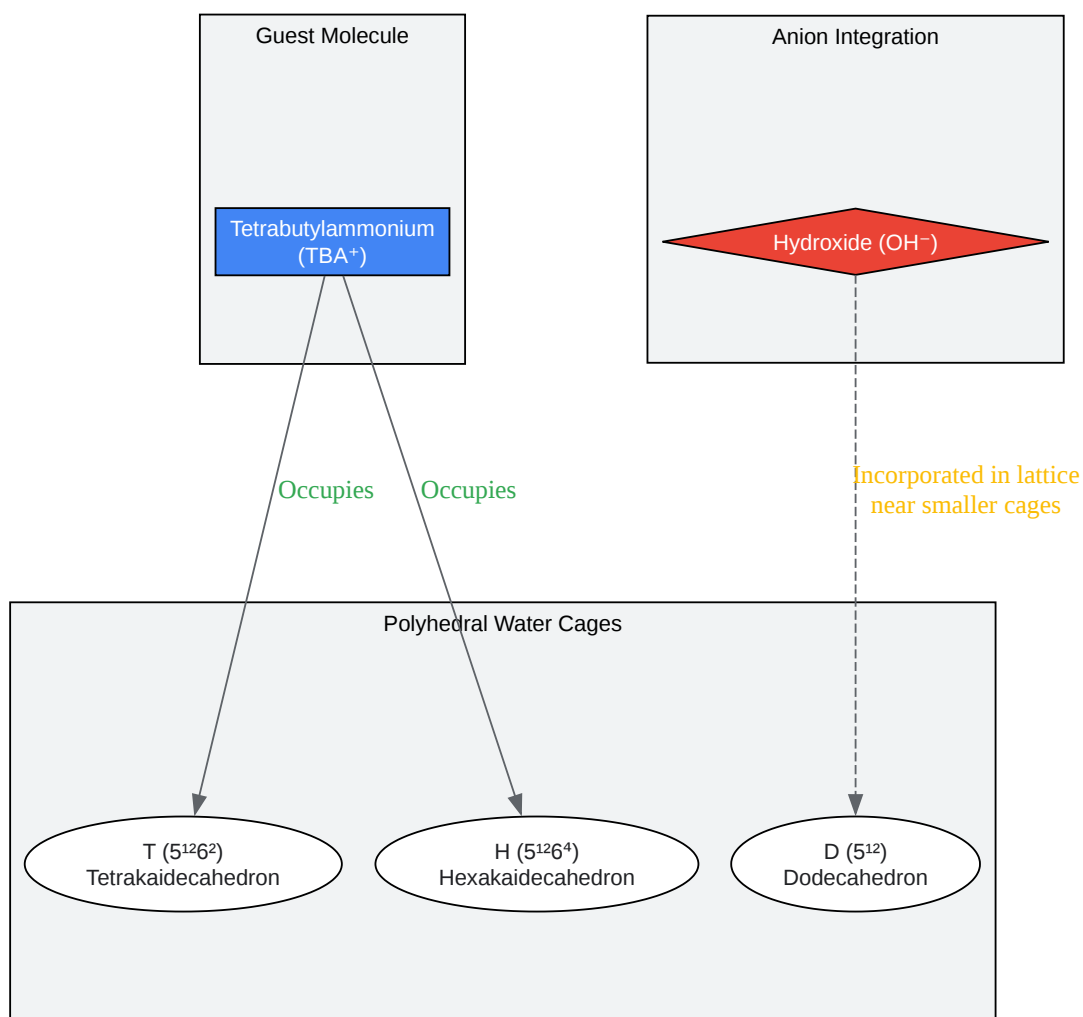 Guest Molecule
Anion Integration
Tetrabutylammonium
(TBA⁺)
Hydroxide (OH⁻)
Occupies
Occupies
Incorporated in lattice
near smaller cages
Polyhedral Water Cages
T (5¹²6²)
Tetrakaidecahedron
H (5¹²6⁴)
Hexakaidecahedron
D (5¹²)
Dodecahedron